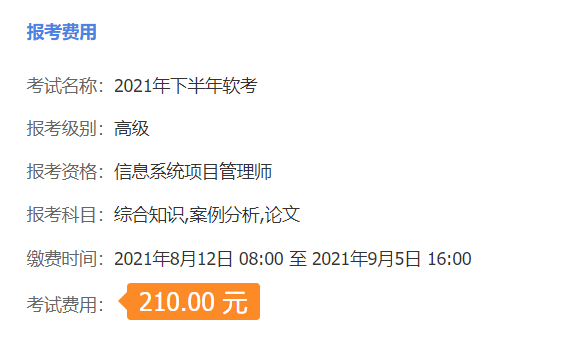 报考费用
考试名称：2021年下半年软考
报考级别：高级
报考资格：信息系统项目管理师
报考科目：综合知识,案例分析,论文
缴费时间：2021年8月12日 08:00 至 2021年9月5日 16:00
考试费用：210.00 元